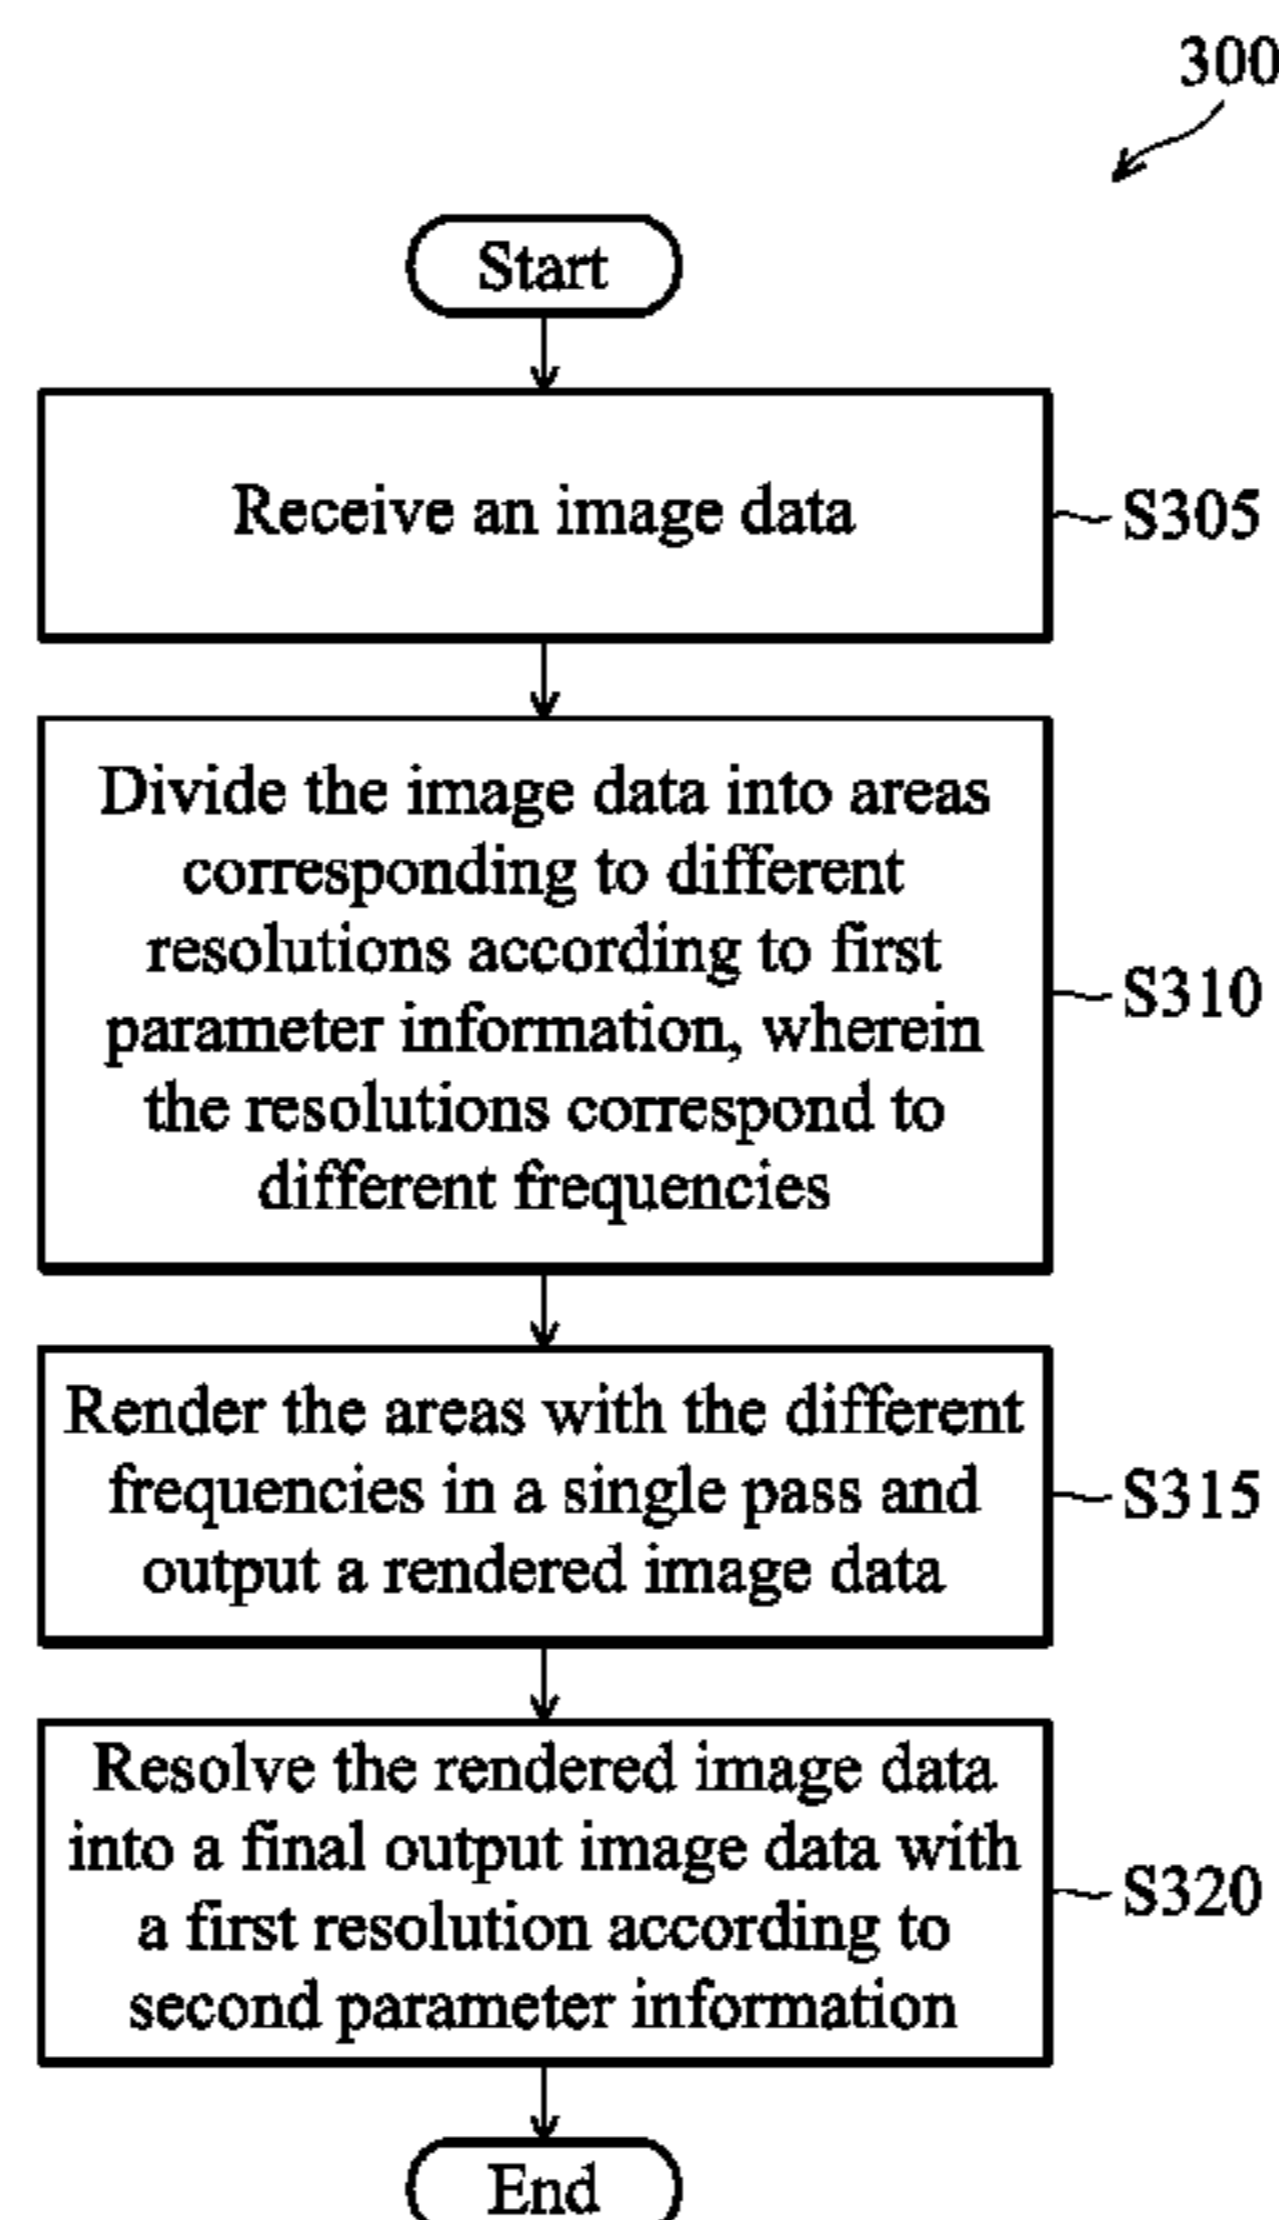 300
Start
Receive an image data
S305
Divide the image data into areas
corresponding to different
resolutions according to first
parameter information, wherein
the resolutions correspond to
different frequencies
S310
Render the areas with the different
frequencies in a single pass and
output a rendered image data
S315
Resolve the rendered image data
into a final output image data with
a first resolution according to
second parameter information
S320
End